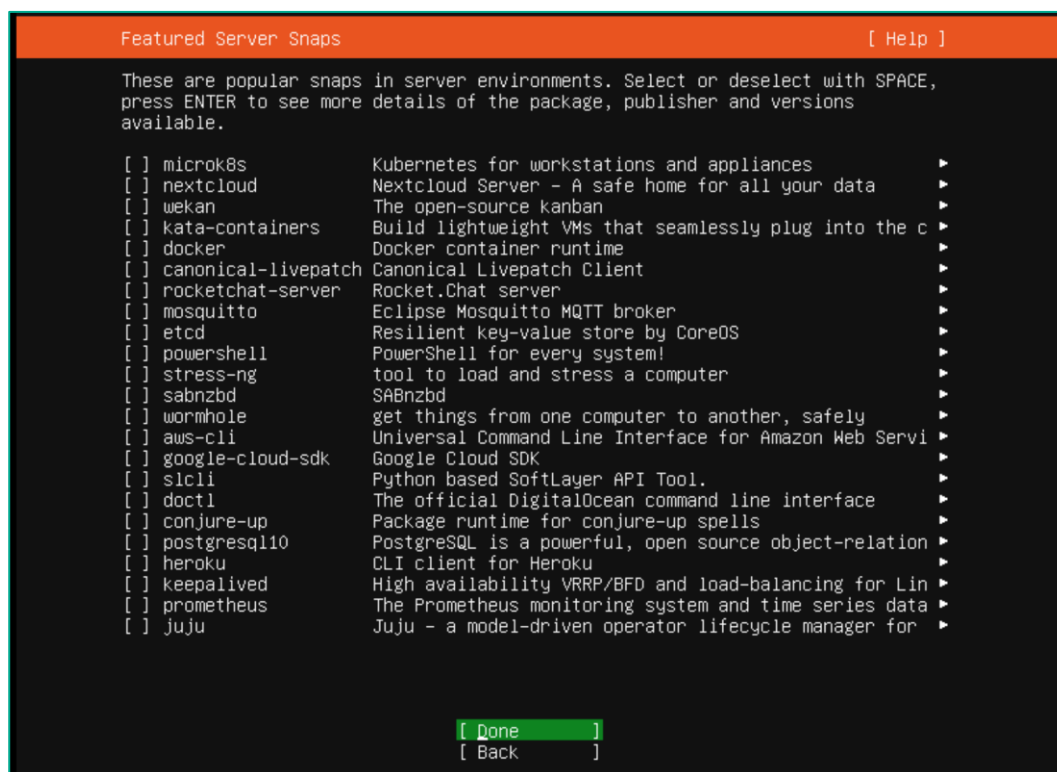 Featured Server Snaps [ Help ]
These are popular snaps in server environments. Select or deselect with SPACE,
press ENTER to see more details of the package, publisher and versions
available.
[ ] microk8s Kubernetes for workstations and appliances ►
[ ] nextcloud Nextcloud Server - A safe home for all your data ►
[ ] wekan The open-source kanban ►
[ ] kata-containers Build lightweight VMs that seamlessly plug into the c ►
[ ] docker Docker container runtime ►
[ ] canonical-livepatch Canonical Livepatch Client ►
[ ] rocketchat-server Rocket.Chat server ►
[ ] mosquitto Eclipse Mosquitto MQTT broker ►
[ ] etcd Resilient key-value store by CoreOS ►
[ ] powershell PowerShell for every system! ►
[ ] stress-ng tool to load and stress a computer ►
[ ] sabnzbd SABnzbd ►
[ ] wormhole get things from one computer to another, safely ►
[ ] aws-cli Universal Command Line Interface for Amazon Web Servi ►
[ ] google-cloud-sdk Google Cloud SDK ►
[ ] slcli Python based SoftLayer API Tool. ►
[ ] doctl The official DigitalOcean command line interface ►
[ ] conjure-up Package runtime for conjure-up spells ►
[ ] postgresql10 PostgreSQL is a powerful, open source object-relation ►
[ ] heroku CLI client for Heroku ►
[ ] keepalived High availability VRRP/BFD and load-balancing for Lin ►
[ ] prometheus The Prometheus monitoring system and time series data ►
[ ] juju Juju - a model-driven operator lifecycle manager for ►
[ Done ]
[ Back ]